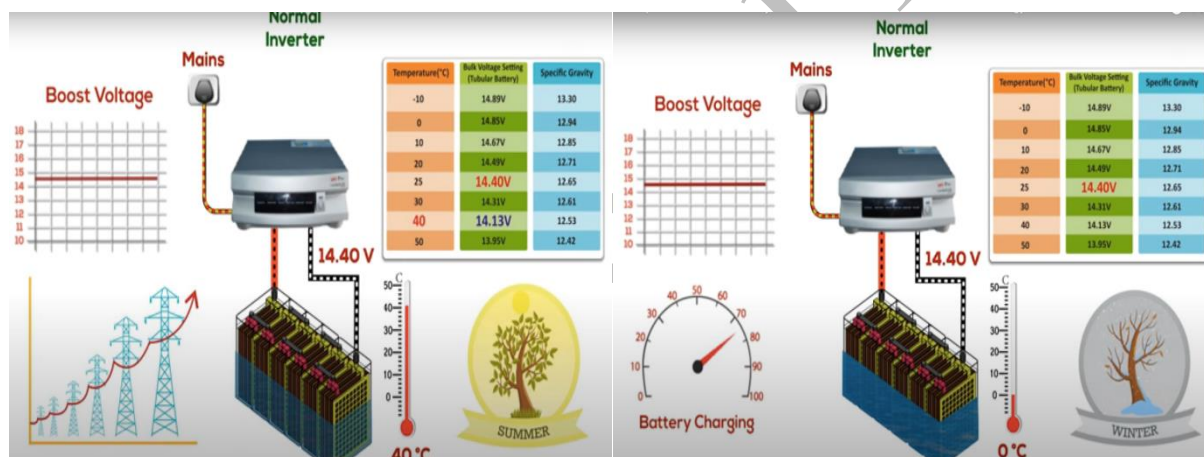 Normal
Inverter
Mains
Boost Voltage
18
17
16
15
14
13
12
11
10
Temperature(°C) Bulk Voltage Setting (Tubular Battery) Specific Gravity
-10 14.89V 13.30
0 14.85V 12.94
10 14.67V 12.85
20 14.49V 12.71
25 14.40V 12.65
30 14.31V 12.61
40 14.13V 12.53
50 13.95V 12.42
14.40 V
C
50
40
30
20
10
0
40 °C
SUMMER
Normal
Inverter
Mains
Boost Voltage
18
17
16
15
14
13
12
11
10
Temperature(°C) Bulk Voltage Setting (Tubular Battery) Specific Gravity
-10 14.89V 13.30
0 14.85V 12.94
10 14.67V 12.85
20 14.49V 12.71
25 14.40V 12.65
30 14.31V 12.61
40 14.13V 12.53
50 13.95V 12.42
14.40 V
0
10
20
30
40
50
60
70
80
90
100
Battery Charging
C
50
40
30
20
10
0
0 °C
WINTER